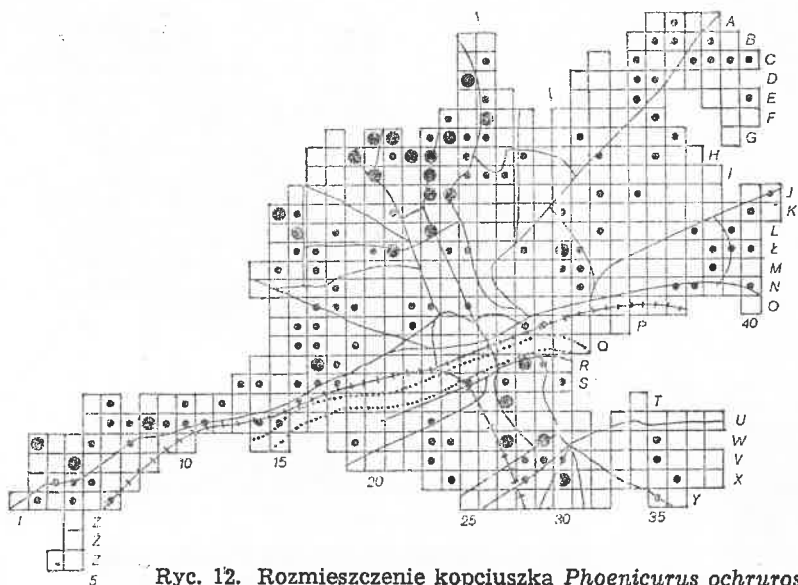 A
B
C
D
E
F
G
H
I
J
K
L
Ł
M
N
O
40
P
Q
R
S
T
U
W
V
X
Y
10
15
20
25
30
35
1
Z
Ż
Z
5
Ryc. 12. Rozmieszczenie kopciuszka Phoenicurus ochruros